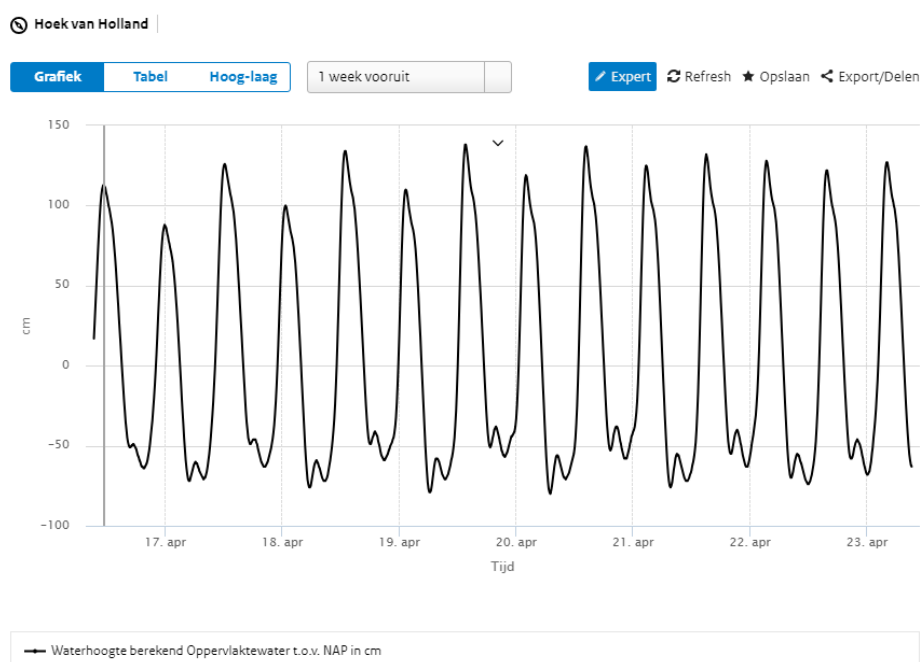 Hoek van Holland
Grafiek Tabel Hoog-laag 1 week vooruit Expert Refresh Opslaan Export/Delen
150
100
50
0
-50
-100
cm
17. apr 18. apr 19. apr 20. apr 21. apr 22. apr 23. apr
Tijd
Waterhoogte berekend Oppervlaktewater t.o.v. NAP in cm